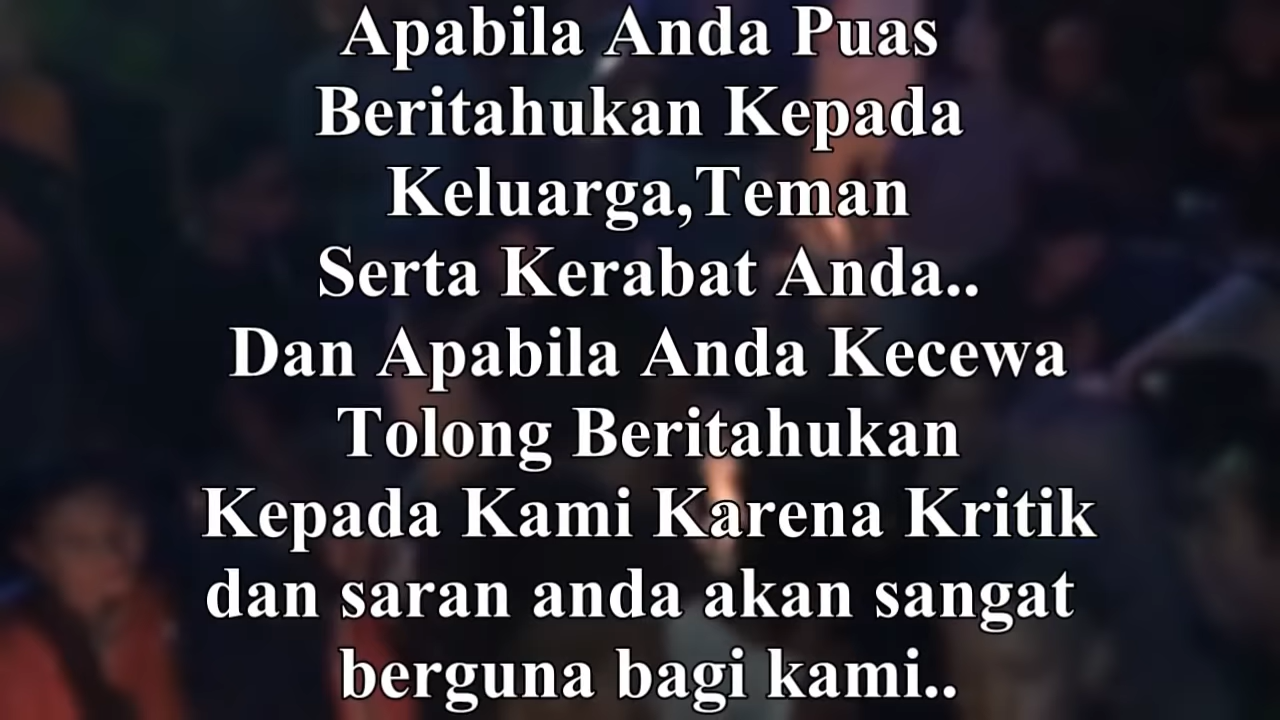 Apabila Anda Puas
Beritahukan Kepada
Keluarga,Teman
Serta Kerabat Anda..
Dan Apabila Anda Kecewa
Tolong Beritahukan
Kepada Kami Karena Kritik
dan saran anda akan sangat
berguna bagi kami..